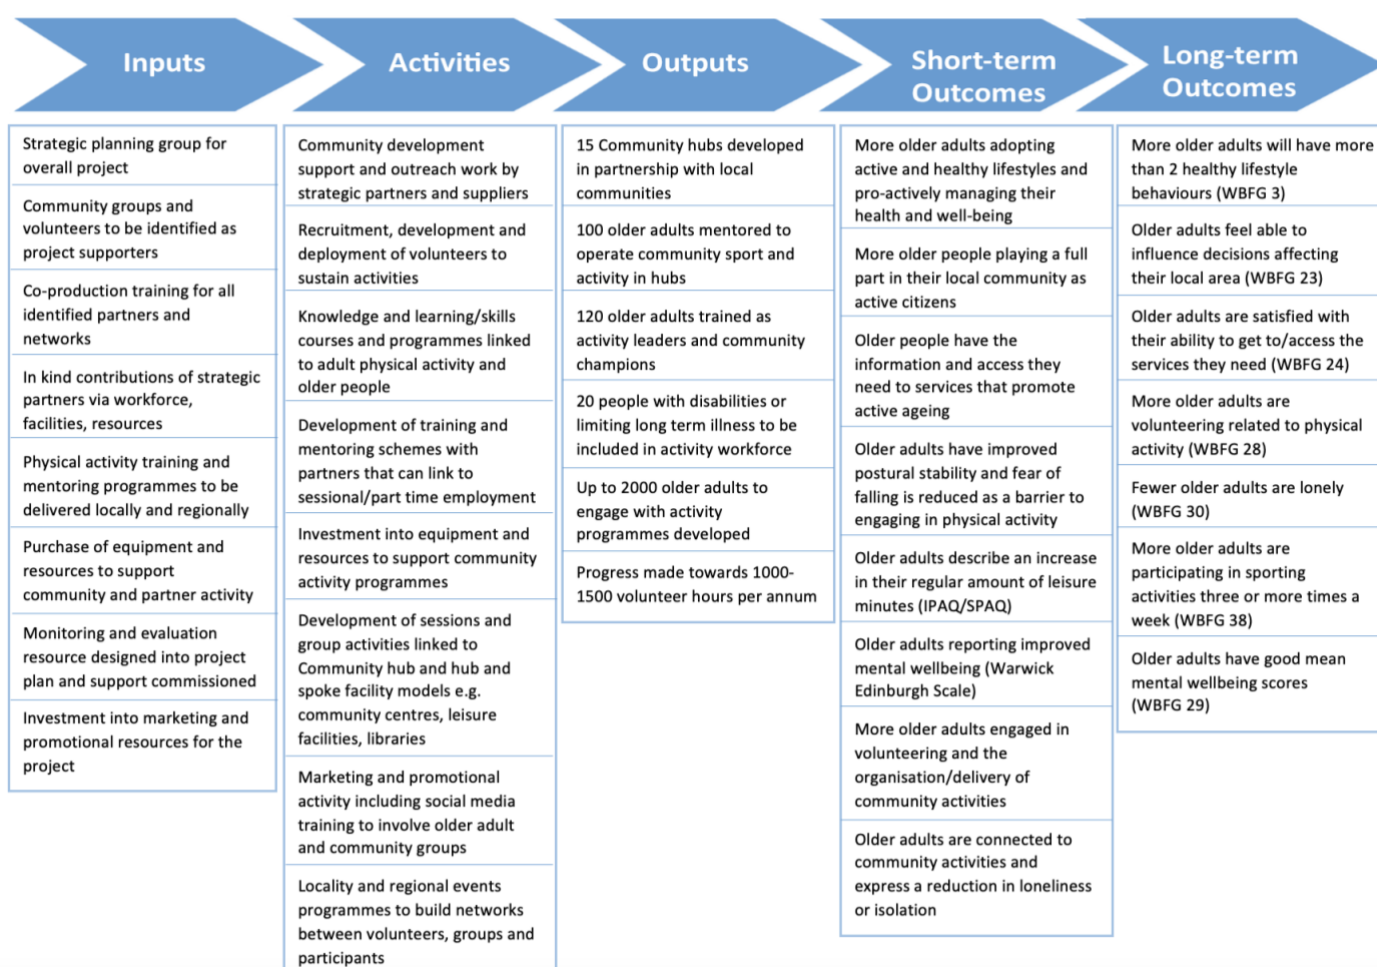 Inputs
Activities
Outputs
Short-term
Outcomes
Long-term
Outcomes
Strategic planning group for
overall project
Community groups and
volunteers to be identified as
project supporters
Co-production training for all
identified partners and
networks
In kind contributions of strategic
partners via workforce,
facilities, resources
Physical activity training and
mentoring programmes to be
delivered locally and regionally
Purchase of equipment and
resources to support
community and partner activity
Monitoring and evaluation
resource designed into project
plan and support commissioned
Investment into marketing and
promotional resources for the
project
Community development
support and outreach work by
strategic partners and suppliers
Recruitment, development and
deployment of volunteers to
sustain activities
Knowledge and learning/skills
courses and programmes linked
to adult physical activity and
older people
Development of training and
mentoring schemes with
partners that can link to
sessional/part time employment
Investment into equipment and
resources to support community
activity programmes
Development of sessions and
group activities linked to
Community hub and hub and
spoke facility models e.g.
community centres, leisure
facilities, libraries
Marketing and promotional
activity including social media
training to involve older adult
and community groups
Locality and regional events
programmes to build networks
between volunteers, groups and
participants
15 Community hubs developed
in partnership with local
communities
100 older adults mentored to
operate community sport and
activity in hubs
120 older adults trained as
activity leaders and community
champions
20 people with disabilities or
limiting long term illness to be
included in activity workforce
Up to 2000 older adults to
engage with activity
programmes developed
Progress made towards 1000-
1500 volunteer hours per annum
More older adults adopting
active and healthy lifestyles and
pro-actively managing their
health and well-being
More older people playing a full
part in their local community as
active citizens
Older people have the
information and access they
need to services that promote
active ageing
Older adults have improved
postural stability and fear of
falling is reduced as a barrier to
engaging in physical activity
Older adults describe an increase
in their regular amount of leisure
minutes (IPAQ/SPAQ)
Older adults reporting improved
mental wellbeing (Warwick
Edinburgh Scale)
More older adults engaged in
volunteering and the
organisation/delivery of
community activities
Older adults are connected to
community activities and
express a reduction in loneliness
or isolation
More older adults will have more
than 2 healthy lifestyle
behaviours (WBFG 3)
Older adults feel able to
influence decisions affecting
their local area (WBFG 23)
Older adults are satisfied with
their ability to get to/access the
services they need (WBFG 24)
More older adults are
volunteering related to physical
activity (WBFG 28)
Fewer older adults are lonely
(WBFG 30)
More older adults are
participating in sporting
activities three or more times a
week (WBFG 38)
Older adults have good mean
mental wellbeing scores
(WBFG 29)